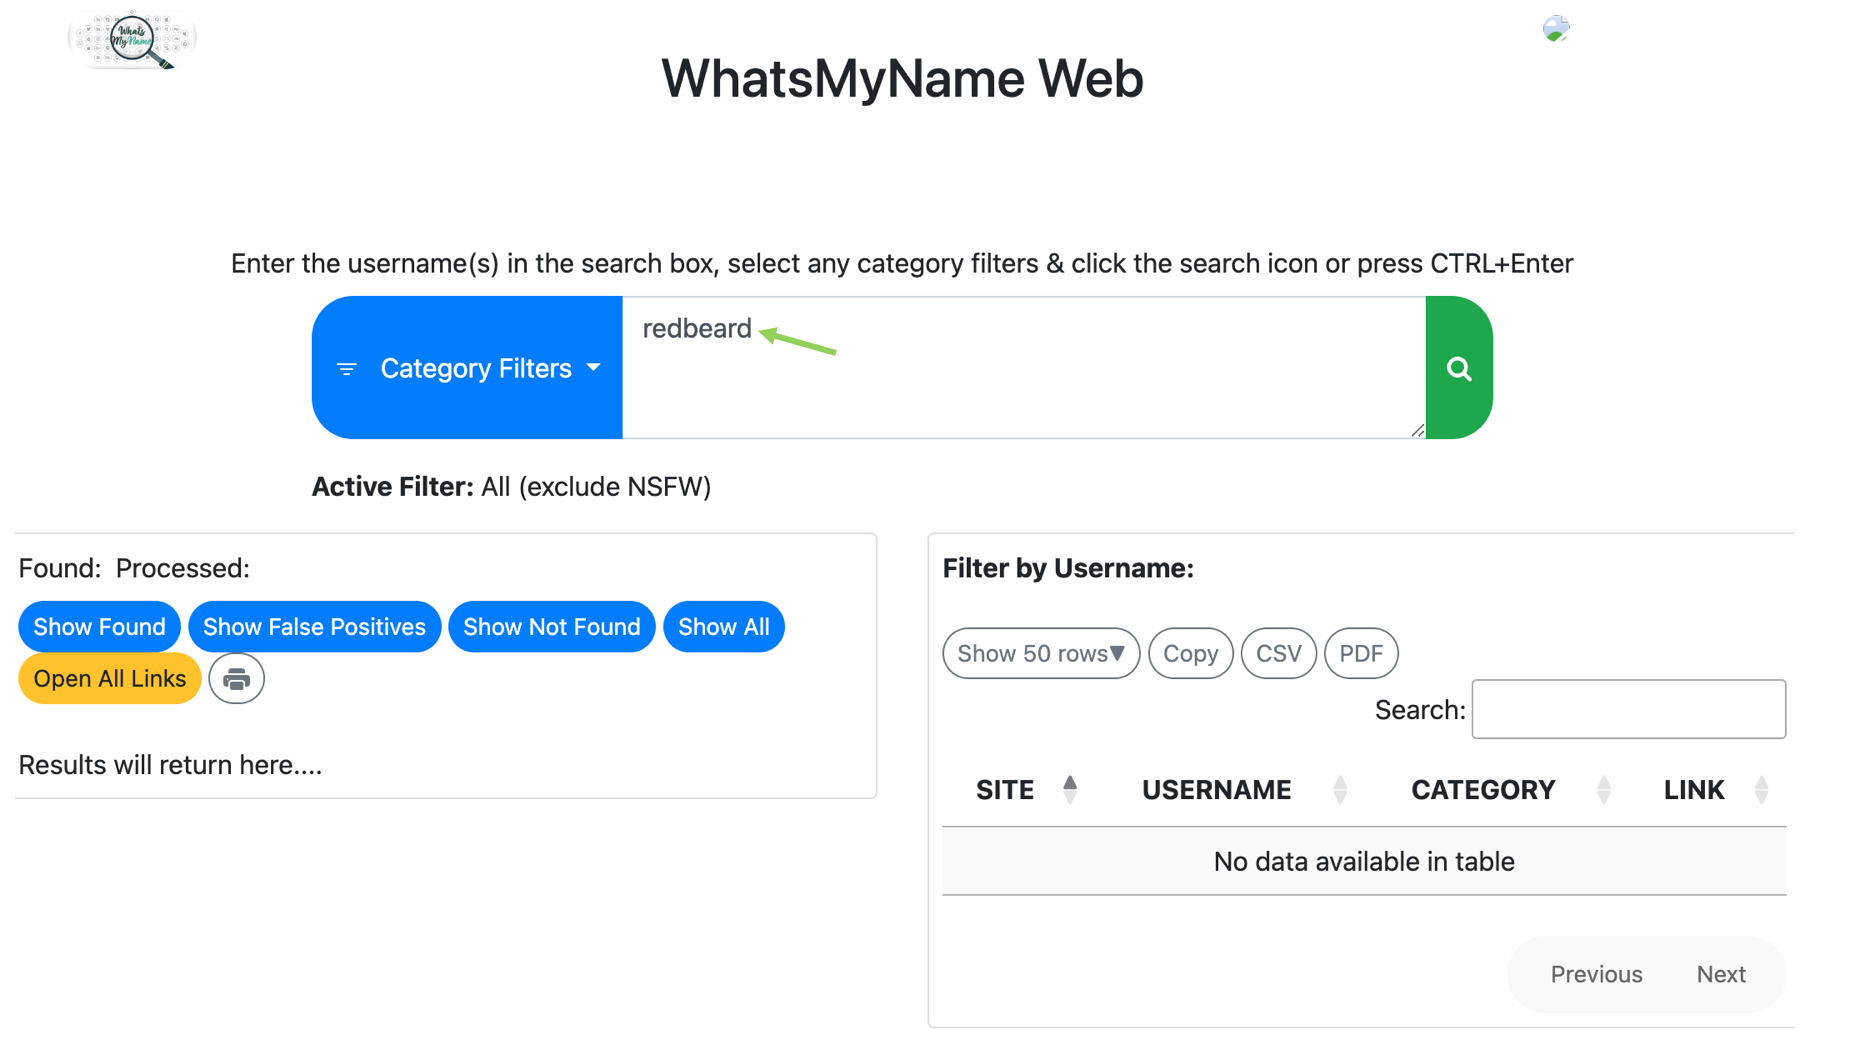 Whats
MyName
WhatsMyName Web
Enter the username(s) in the search box, select any category filters & click the search icon or press CTRL+Enter
Category Filters
redbeard
Active Filter: All (exclude NSFW)
Found: Processed:
Show Found Show False Positives Show Not Found Show All
Open All Links
Results will return here....
Filter by Username:
Show 50 rows▼ Copy CSV PDF
Search:
SITE USERNAME CATEGORY LINK
No data available in table
Previous Next